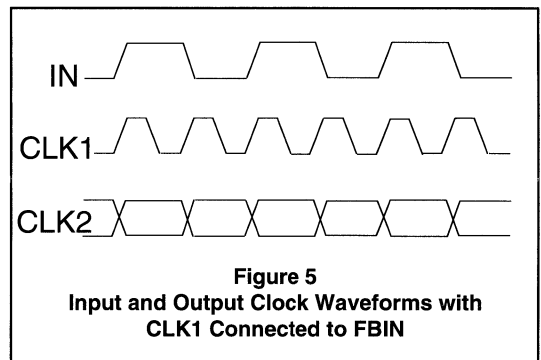 IN
CLK1
CLK2
Figure 5
Input and Output Clock Waveforms with
CLK1 Connected to FBIN